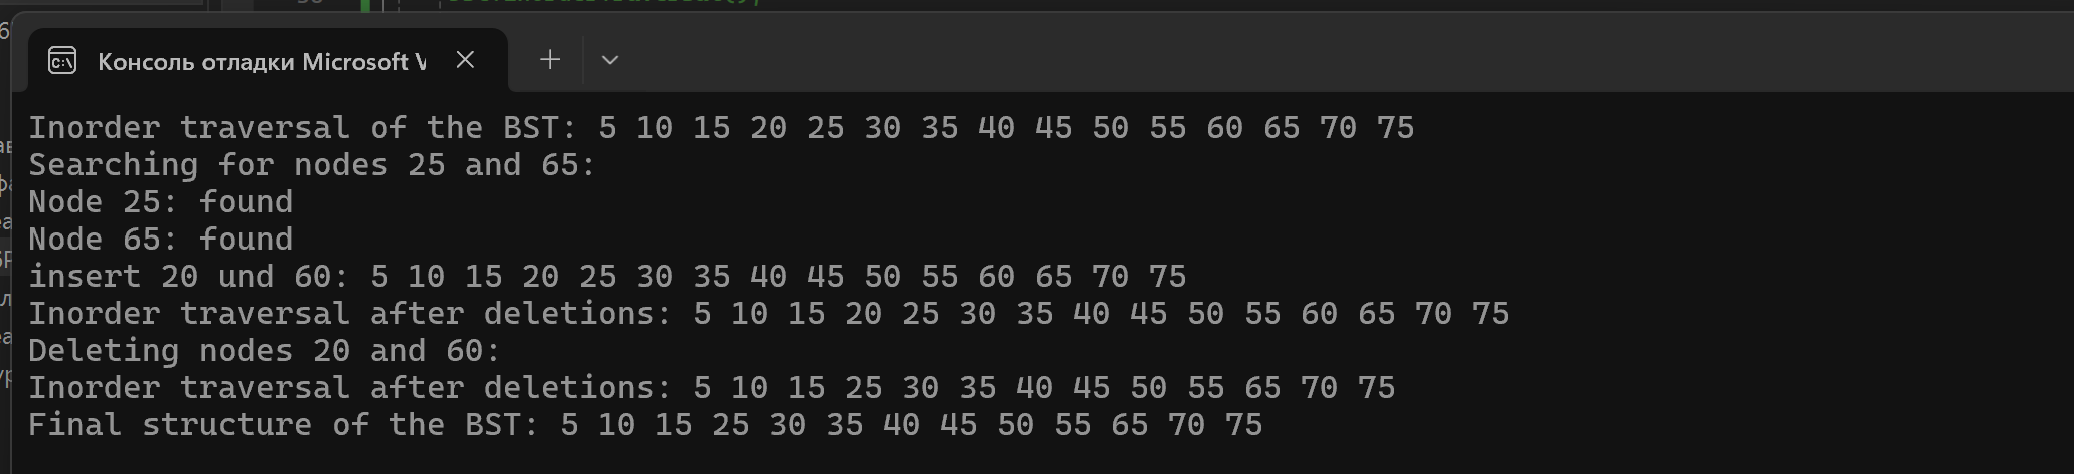 Консоль отладки Microsoft V
Inorder traversal of the BST: 5 10 15 20 25 30 35 40 45 50 55 60 65 70 75
Searching for nodes 25 and 65:
Node 25: found
Node 65: found
insert 20 und 60: 5 10 15 20 25 30 35 40 45 50 55 60 65 70 75
Inorder traversal after deletions: 5 10 15 20 25 30 35 40 45 50 55 60 65 70 75
Deleting nodes 20 and 60:
Inorder traversal after deletions: 5 10 15 25 30 35 40 45 50 55 65 70 75
Final structure of the BST: 5 10 15 25 30 35 40 45 50 55 65 70 75